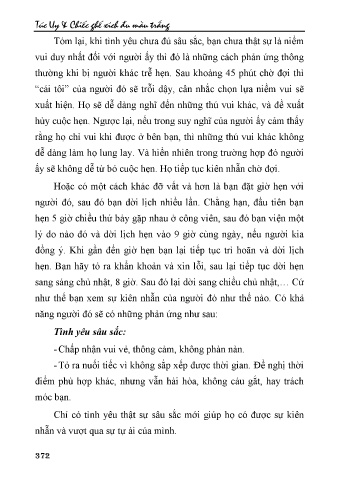 Túc Uy & Chiếc ghế xích đu màu trắng
Tóm lại, khi tình yêu chưa đủ sâu sắc, bạn chưa thật sự là niềm
vui duy nhất đối với người ấy thì đó là những cách phản ứng thông
thường khi bị người khác trễ hẹn. Sau khoảng 45 phút chờ đợi thì
“cái tôi” của người đó sẽ trỗi dậy, cân nhắc chọn lựa niềm vui sẽ
xuất hiện. Họ sẽ dễ dàng nghĩ đến những thú vui khác, và đề xuất
hủy cuộc hẹn. Ngược lại, nếu trong suy nghĩ của người ấy cảm thấy
rằng họ chỉ vui khi được ở bên bạn, thì những thú vui khác không
dễ dàng làm họ lung lay. Và hiển nhiên trong trường hợp đó người
ấy sẽ không dễ từ bỏ cuộc hẹn. Họ tiếp tục kiên nhẫn chờ đợi.
Hoặc có một cách khác đỡ vất vả hơn là bạn đặt giờ hẹn với
người đó, sau đó bạn dời lịch nhiều lần. Chẳng hạn, đầu tiên bạn
hẹn 5 giờ chiều thứ bảy gặp nhau ở công viên, sau đó bạn viện một
lý do nào đó và dời lịch hẹn vào 9 giờ cùng ngày, nếu người kia
đồng ý. Khi gần đến giờ hẹn bạn lại tiếp tục trì hoãn và dời lịch
hẹn. Bạn hãy tỏ ra khẩn khoản và xin lỗi, sau lại tiếp tục dời hẹn
sang sáng chủ nhật, 8 giờ. Sau đó lại dời sang chiều chủ nhật,… Cứ
như thế bạn xem sự kiên nhẫn của người đó như thế nào. Có khả
năng người đó sẽ có những phản ứng như sau:
Tình yêu sâu sắc:
- Chấp nhận vui vẻ, thông cảm, không phàn nàn.
- Tỏ ra nuối tiếc vì không sắp xếp được thời gian. Đề nghị thời
điểm phù hợp khác, nhưng vẫn hài hòa, không cáu gắt, hay trách
móc bạn.
Chỉ có tình yêu thật sự sâu sắc mới giúp họ có được sự kiên
nhẫn và vượt qua sự tự ái của mình.
372